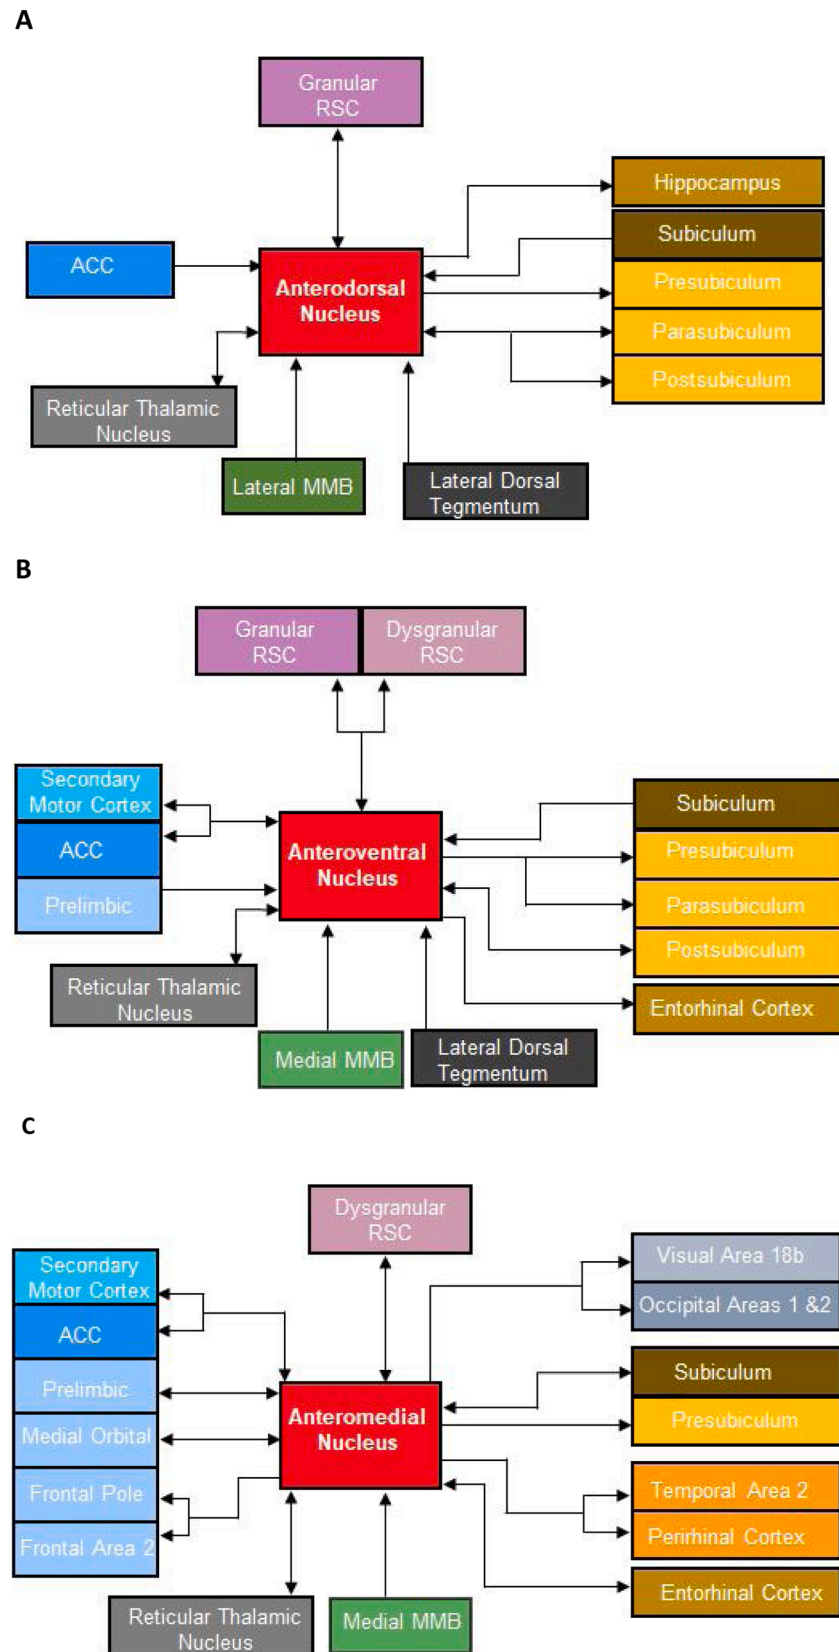 A
Granular
RSC
Hippocampus
Subiculum
ACC
Presubiculum
Anterodorsal
Nucleus
Parasubiculum
Postsubiculum
Reticular Thalamic
Nucleus
Lateral MMB
Lateral Dorsal
Tegmentum
B
Granular
RSC
Dysgranular
RSC
Secondary
Motor Cortex
ACC
Prelimbic
Anteroventral
Nucleus
Subiculum
Presubiculum
Parasubiculum
Postsubiculum
Entorhinal Cortex
Reticular Thalamic
Nucleus
Medial MMB
Lateral Dorsal
Tegmentum
C
Dysgranular
RSC
Secondary
Motor Cortex
ACC
Prelimbic
Medial Orbital
Frontal Pole
Frontal Area 2
Anteromedial
Nucleus
Visual Area 18b
Occipital Areas 1 &2
Subiculum
Presubiculum
Temporal Area 2
Perirhinal Cortex
Entorhinal Cortex
Reticular Thalamic
Nucleus
Medial MMB